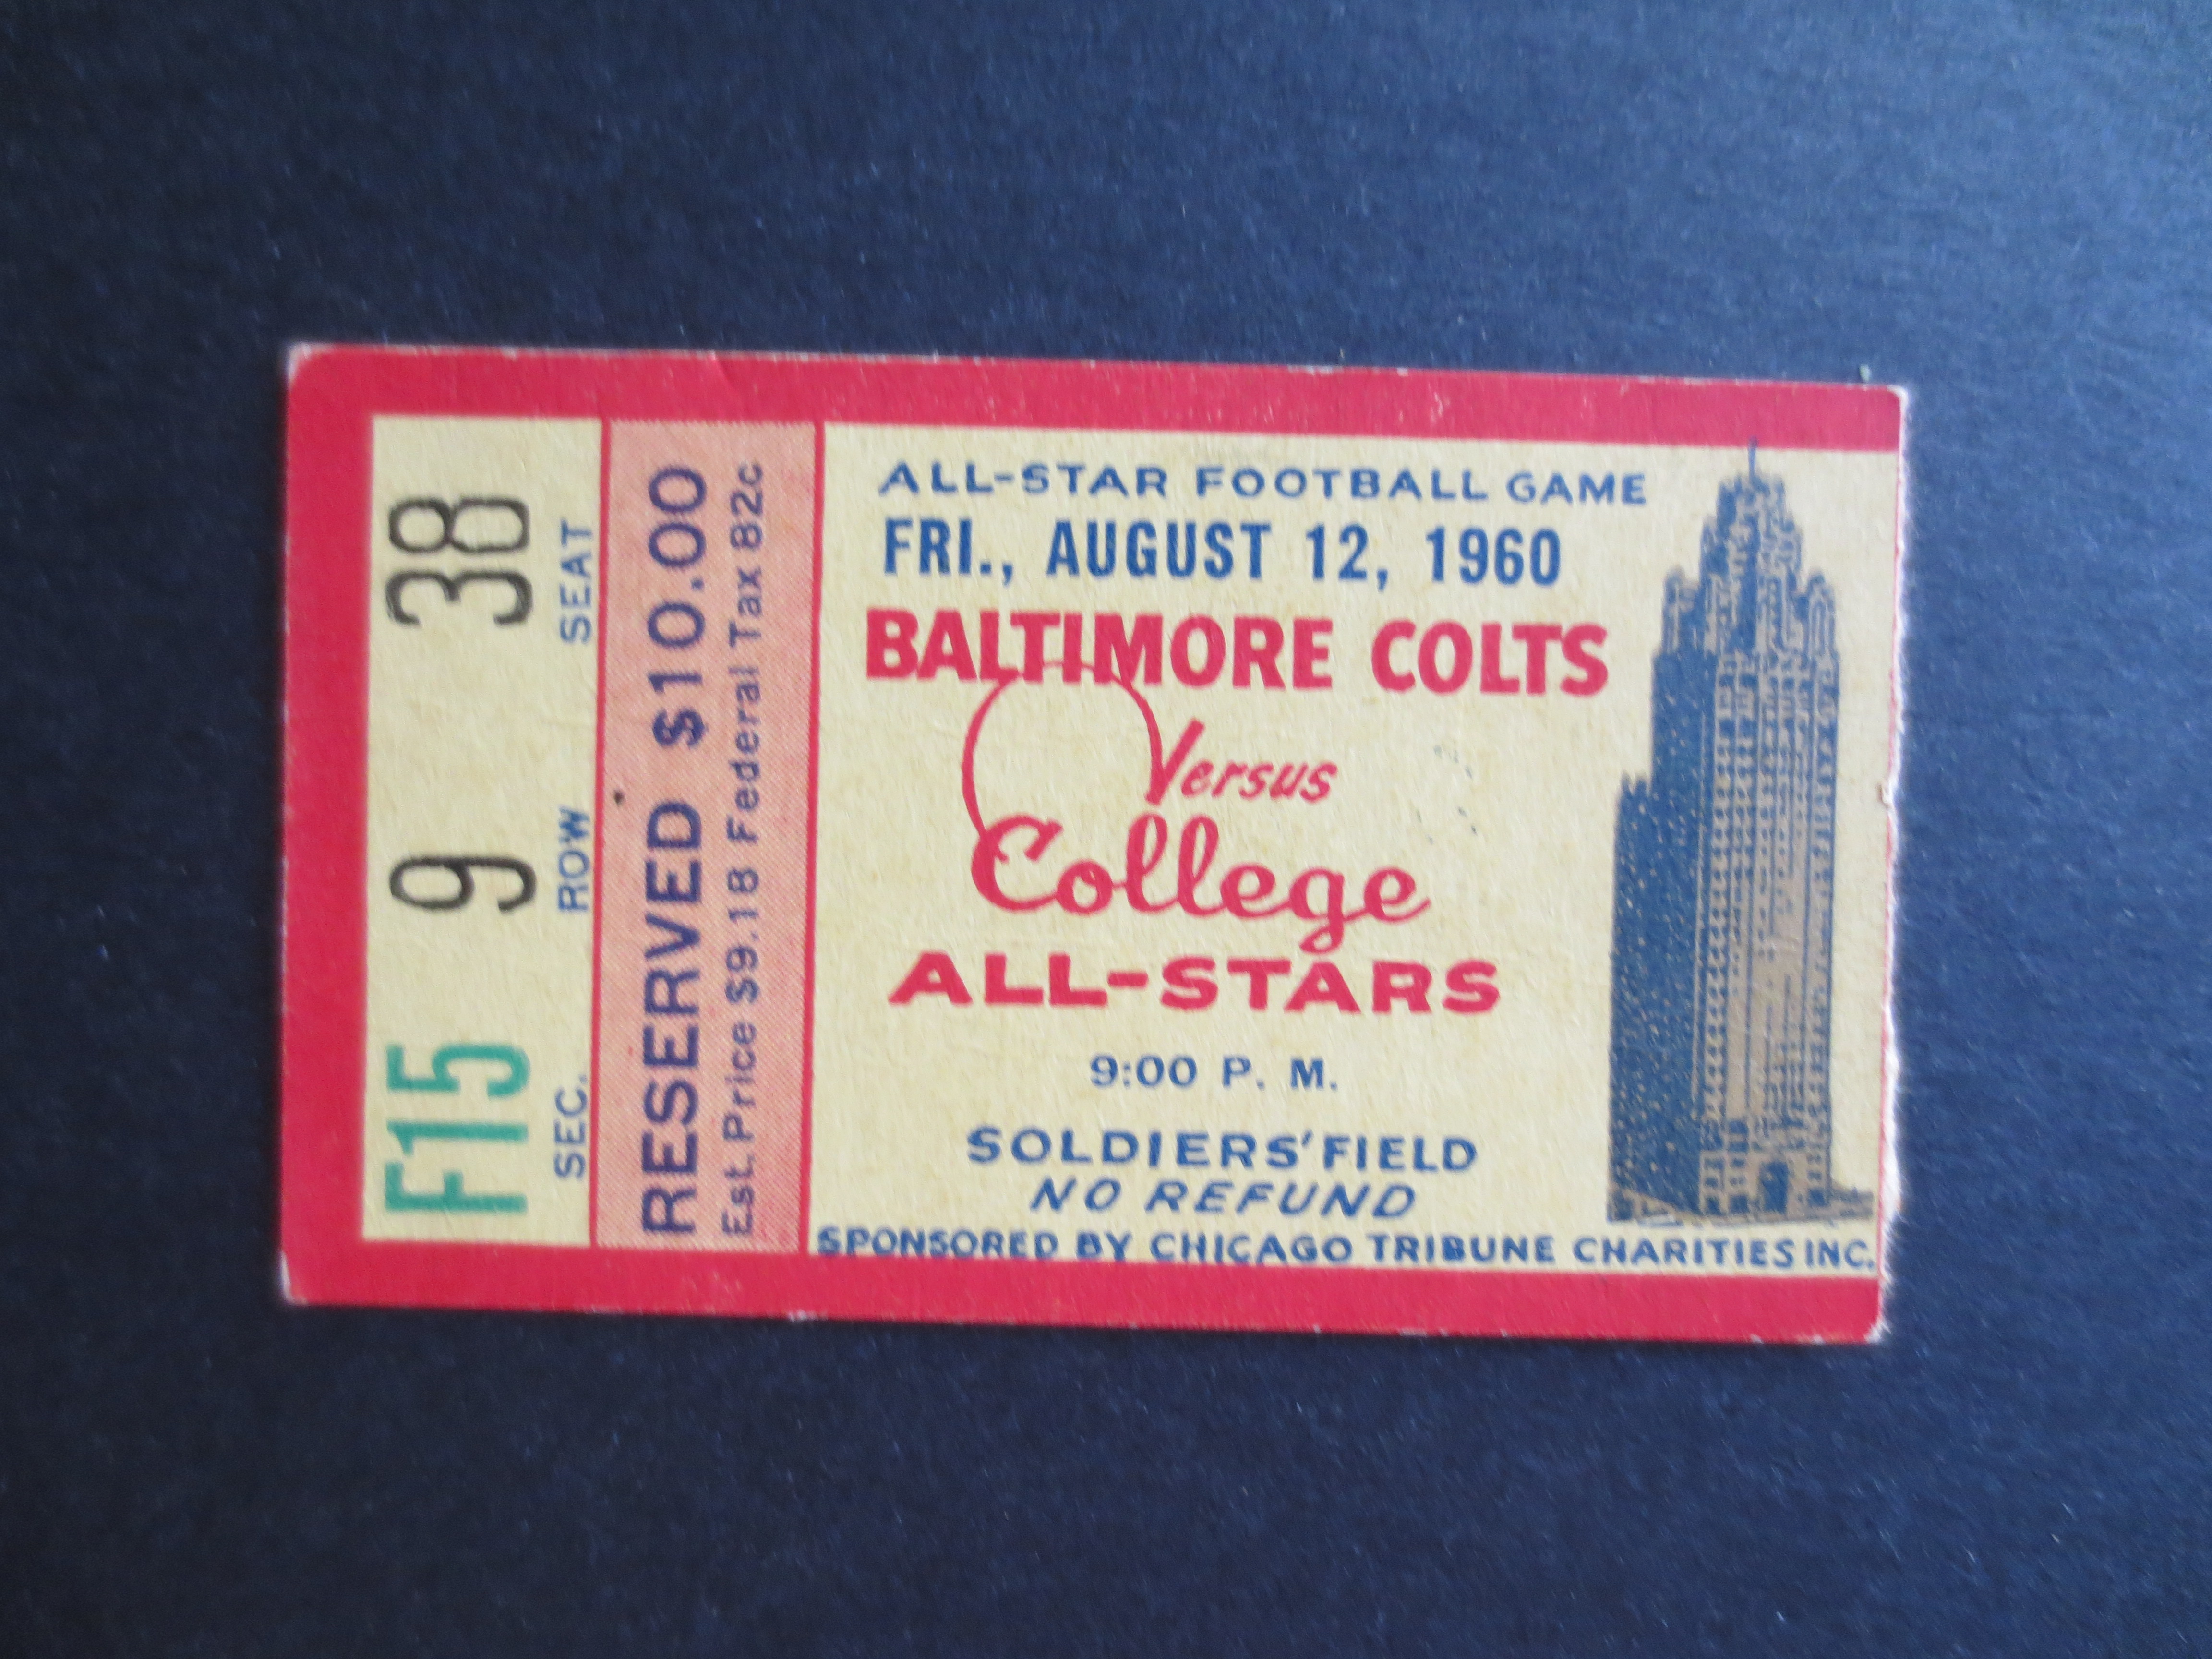 F15 9 38
SEC. ROW SEAT
RESERVED $10.00
Est. Price $9.18 Federal Tax 82c
ALL-STAR FOOTBALL GAME
FRI., AUGUST 12, 1960
BALTIMORE COLTS
Versus
College
ALL-STARS
9:00 P. M.
SOLDIERS' FIELD
NO REFUND
SPONSORED BY CHICAGO TRIBUNE CHARITIES INC.